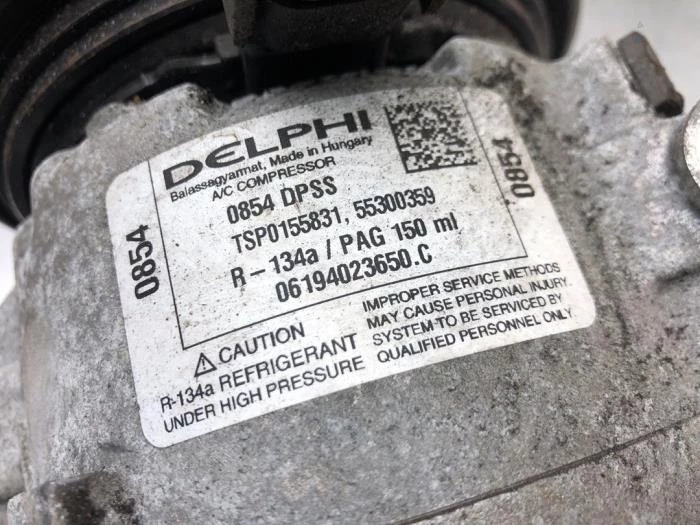 DELPHI
Balassagyarmat, Made in Hungary
A/C COMPRESSOR
0854 DPSS
TSP0155831, 55300359
R - 134a / PAG 150 ml
06194023650.C
0854
0854
CAUTION
R-134a REFRIGERANT
UNDER HIGH PRESSURE
IMPROPER SERVICE METHODS
MAY CAUSE PERSONAL INJURY.
SYSTEM TO BE SERVICED BY
QUALIFIED PERSONNEL ONLY.